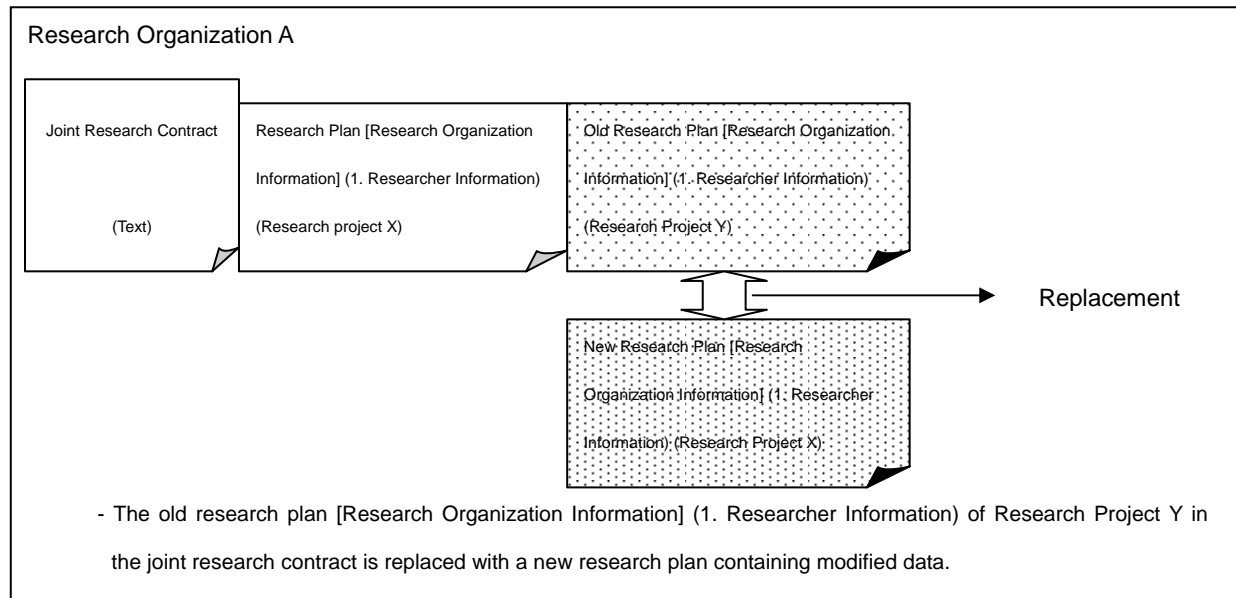 Research Organization A
Joint Research Contract
(Text)
Research Plan [Research Organization
Information] (1. Researcher Information)
(Research project X)
Old Research Plan [Research Organization
Information] (1. Researcher Information)
(Research Project Y)
Replacement
New Research Plan [Research
Organization Information] (1. Researcher
Information) (Research Project X)
- The old research plan [Research Organization Information] (1. Researcher Information) of Research Project Y in
the joint research contract is replaced with a new research plan containing modified data.